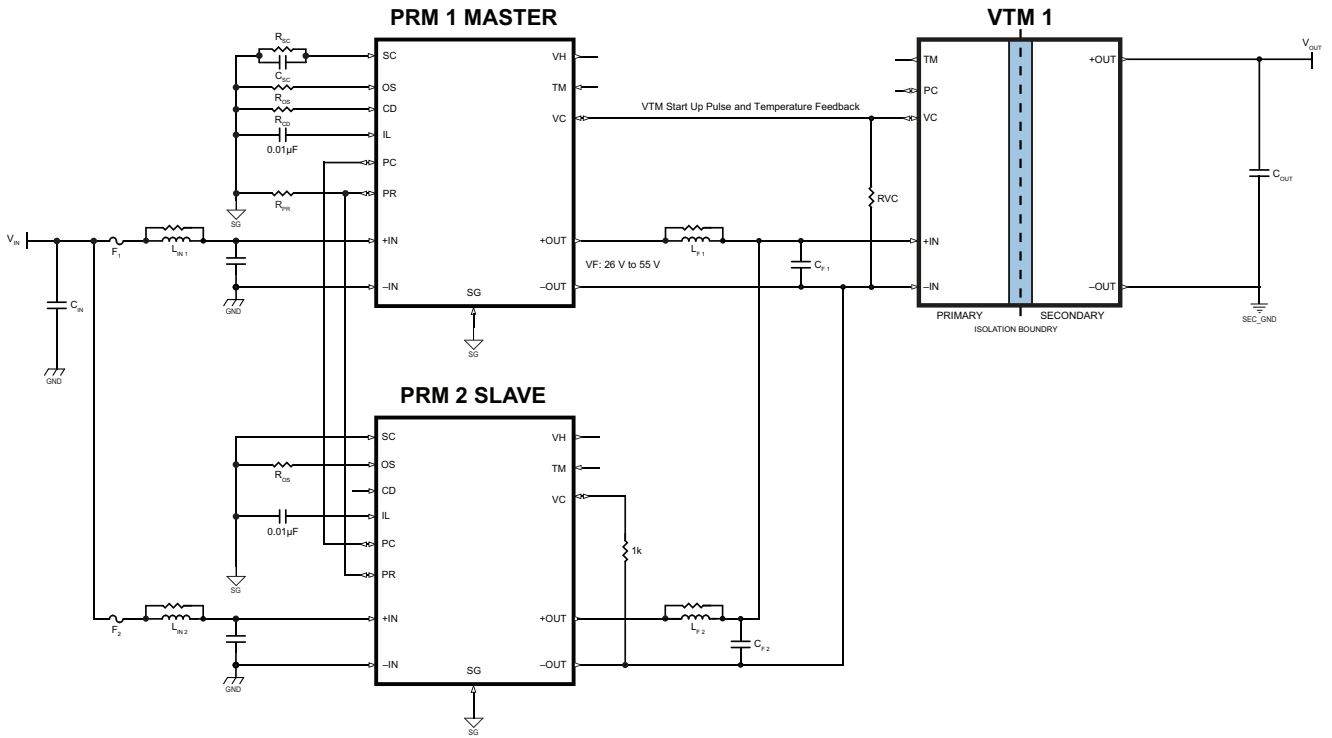 PRM 1 MASTER
VTM 1
R_SC
C_SC
R_OS
R_CD
0.01µF
R_PR
SG
SC
OS
CD
IL
PC
PR
+IN
–IN
SG
VH
TM
VC
+OUT
–OUT
SG
VTM Start Up Pulse and Temperature Feedback
RVC
TM
PC
VC
+IN
–IN
+OUT
–OUT
PRIMARY
SECONDARY
ISOLATION BOUNDRY
V_OUT
C_OUT
SEC_GND
V_IN
F_1
L_IN 1
C_IN
GND
GND
VF: 26 V to 55 V
L_F 1
C_F 1
PRM 2 SLAVE
R_OS
0.01µF
SG
SC
OS
CD
IL
PC
PR
+IN
–IN
SG
VH
TM
VC
+OUT
–OUT
SG
1k
F_2
L_IN 2
GND
L_F 2
C_F 2